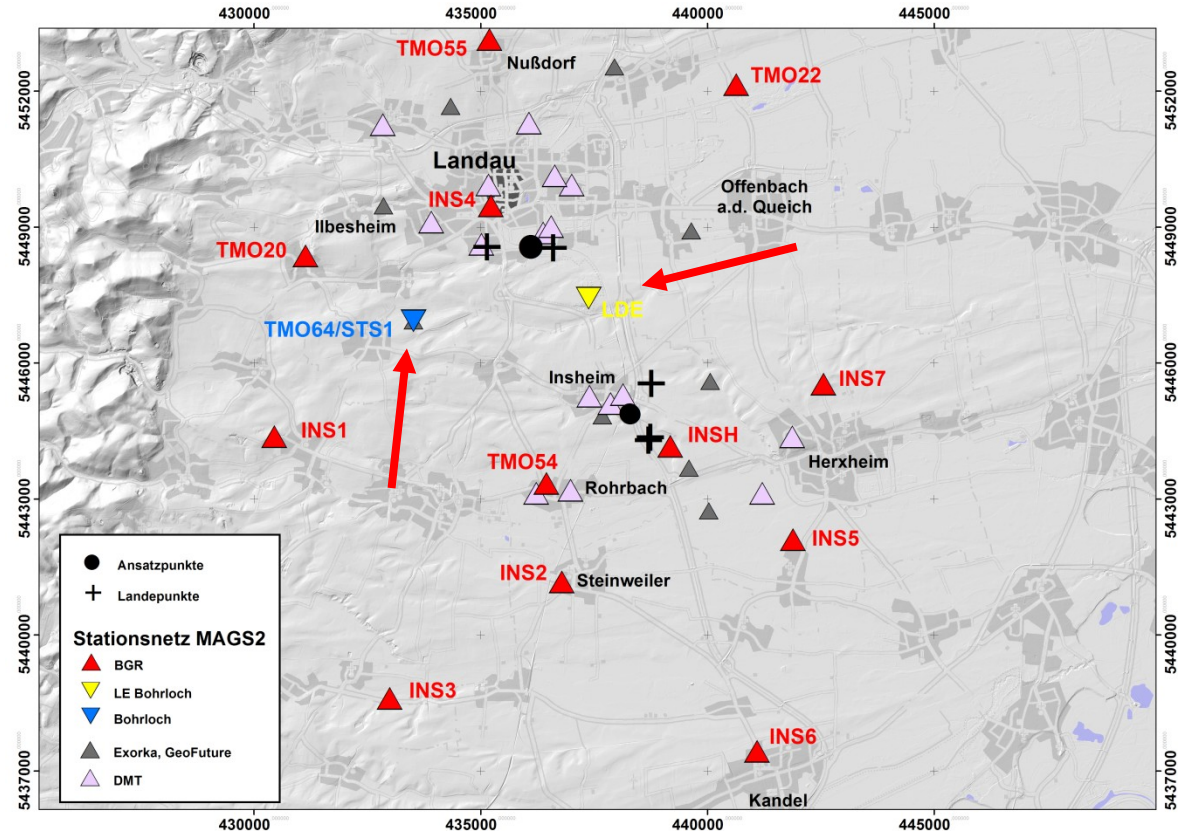 430000
435000
440000
445000
TMO55
Nußdorf
TMO22
5452000
5452000
Landau
INS4
Offenbach
a.d. Queich
Ilbesheim
5449000
5449000
TMO20
LDE
TMO64/STS1
Insheim
5446000
5446000
INS7
INS1
INSH
Herxheim
TMO54
Rohrbach
5443000
5443000
INS5
INS2
Steinweiler
Ansatzpunkte
Landepunkte
5440000
5440000
Stationsnetz MAGS2
BGR
LE Bohrloch
Bohrloch
Exorka, GeoFuture
DMT
INS3
INS6
5437000
5437000
Kandel
430000
435000
440000
445000